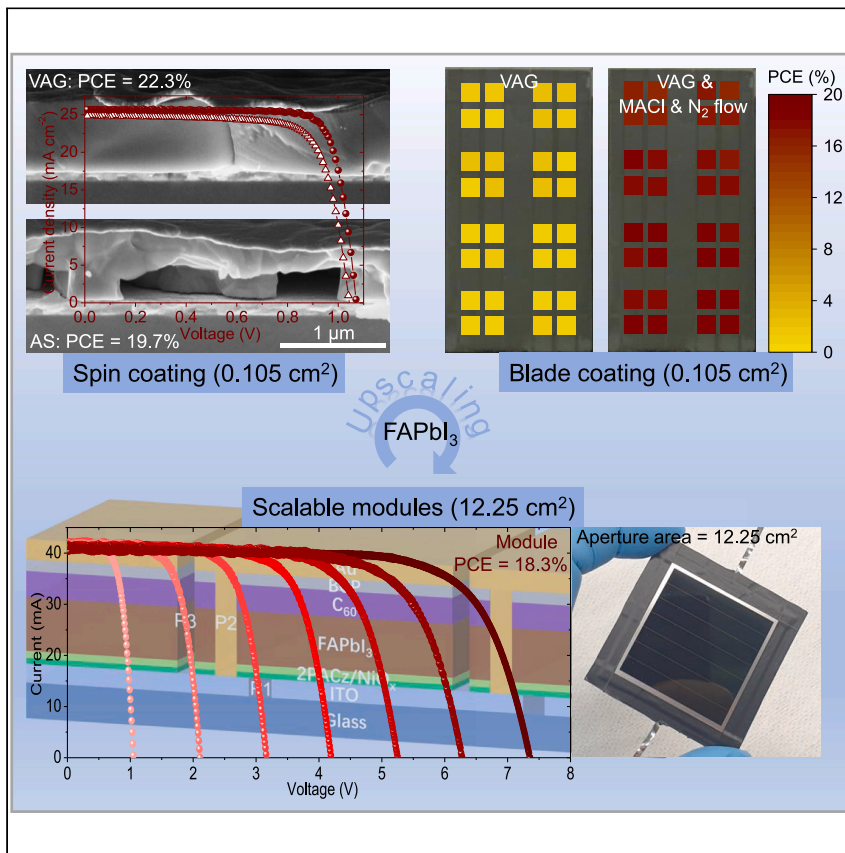 VAG: PCE = 22.3%
25
20
15
10
5
0
Current density (mA cm⁻²)
0.0 0.2 0.4 0.6 0.8 1.0
Voltage (V)
1 μm
AS: PCE = 19.7%
Spin coating (0.105 cm²)
VAG
VAG &
MACl & N₂ flow
PCE (%)
20
16
12
8
4
0
Blade coating (0.105 cm²)
Upscaling
FAPbI₃
Scalable modules (12.25 cm²)
Module
PCE = 18.3%
40
30
20
10
0
Current (mA)
Au
BCP
C₆₀
P3 P2
FAPbI₃
2PACz/NiOₓ
P1
ITO
Glass
0 1 2 3 4 5 6 7 8
Voltage (V)
Aperture area = 12.25 cm²